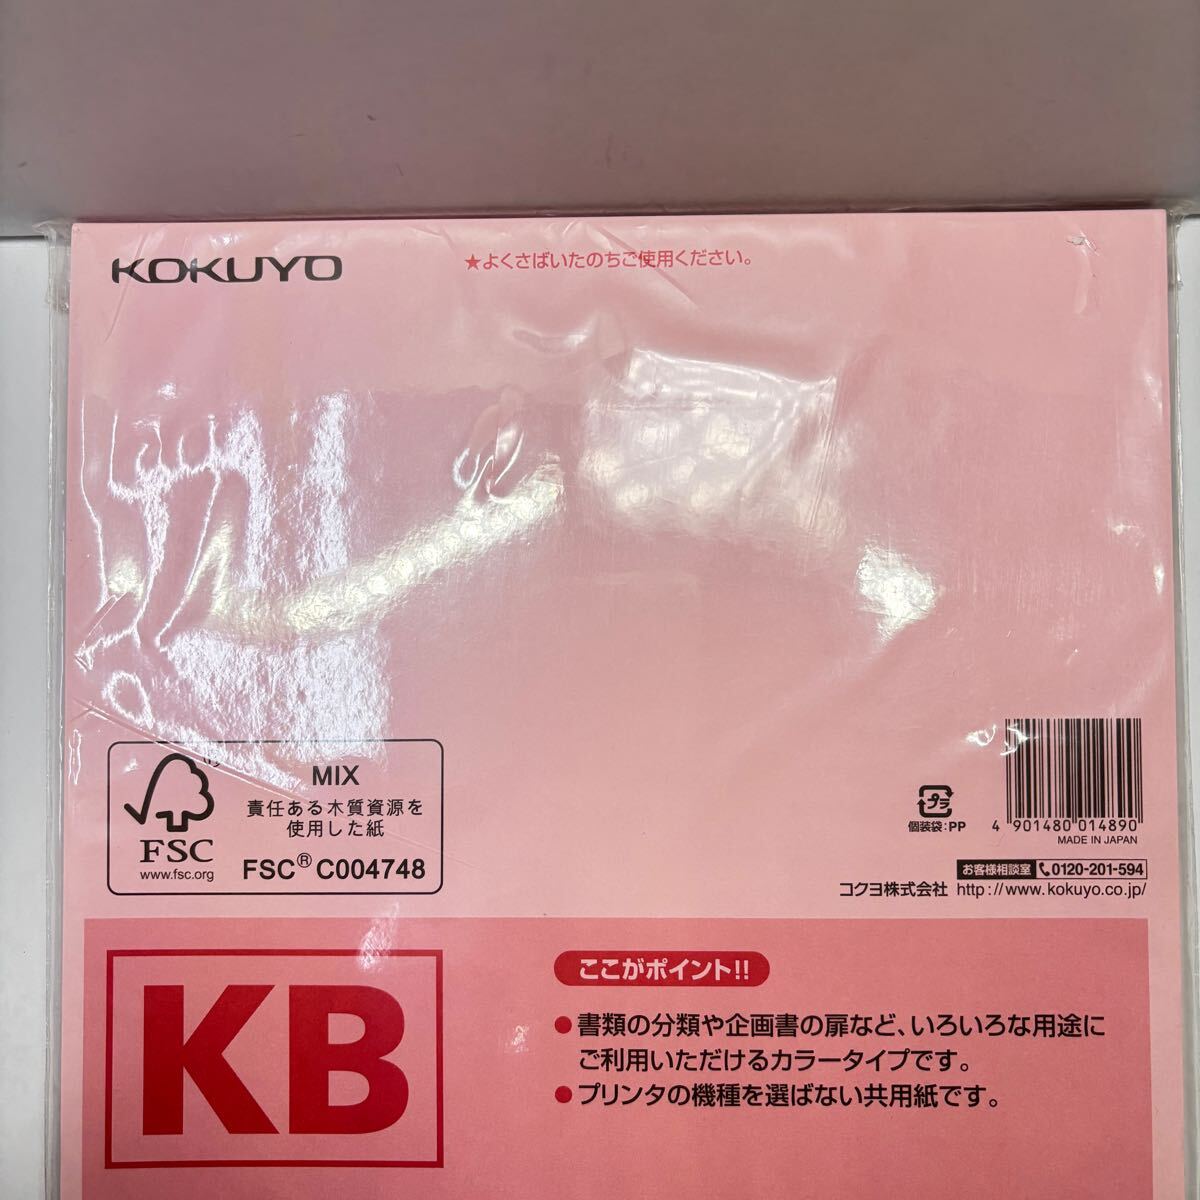 KOKUYO
★よくさばいたのちご使用ください。
MIX
責任ある木質資源を
使用した紙
FSC
www.fsc.org
FSC® C004748
プラ
個装袋:PP
4 901480 014890
MADE IN JAPAN
お客様相談室 0120-201-594
コクヨ株式会社 http://www.kokuyo.co.jp/
KB
ここがポイント!!
●書類の分類や企画書の扉など、いろいろな用途に
ご利用いただけるカラータイプです。
●プリンタの機種を選ばない共用紙です。